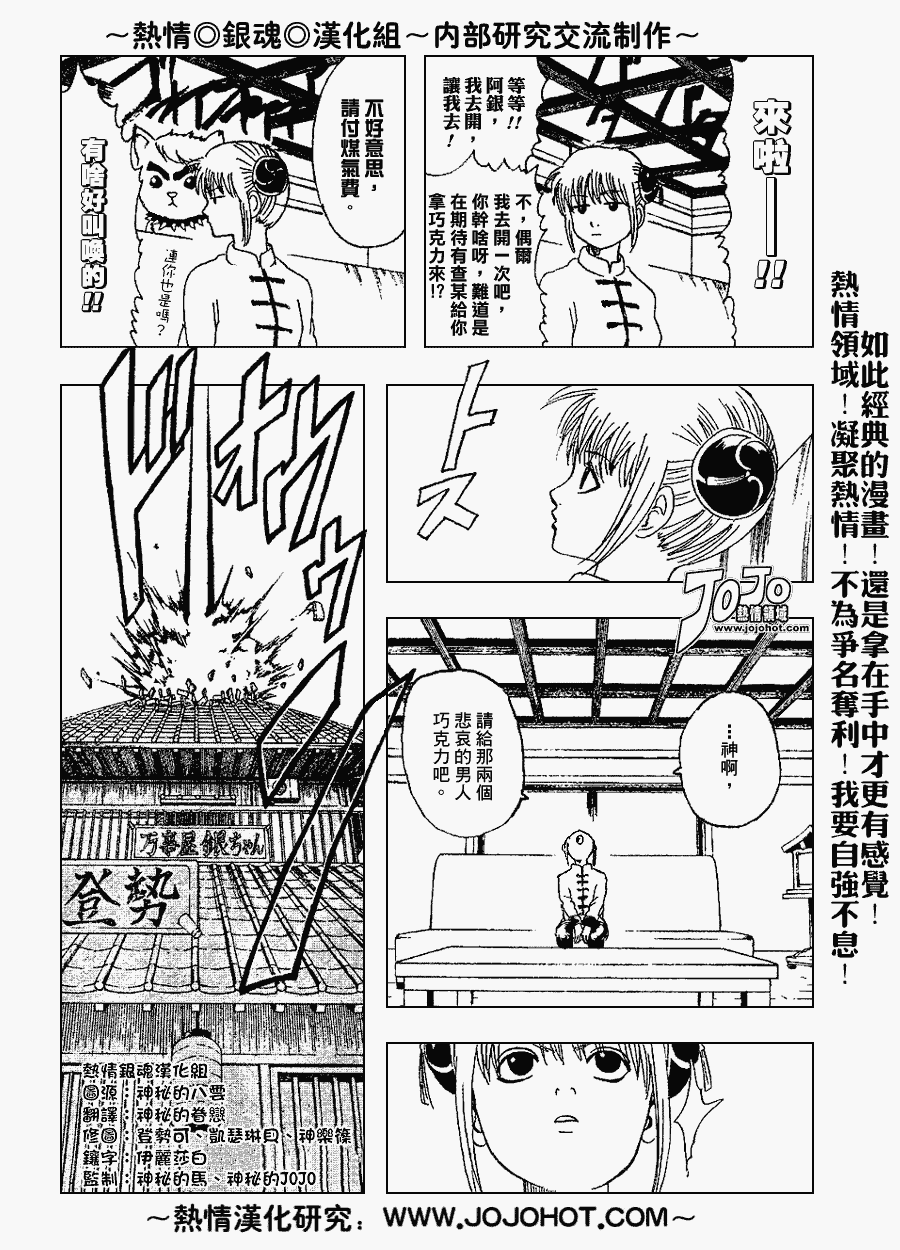 ～熱情◎銀魂◎漢化組～内部研究交流制作～
來啦──!!
等等!!
阿銀，
我去開，
讓我去！
不，偶爾
我去開一次吧，
你幹啥呀，難道是
在期待有查某給你
拿巧克力來!?
不好意思，
請付煤氣費。
連你也是嗎？
有啥好叫喚的!!
トス
JOJO
熱情領域
www.jojohot.com
…神啊，
請給那兩個
悲哀的男人
巧克力吧。
万事屋銀ちゃん
登勢
熱情銀魂漢化組
圖源：神秘的八雲
翻譯：神秘的眷戀
修圖：登勢可、凱瑟琳貝、神樂篠
鑲字：伊麗莎白
監制：神秘的馬、神秘的JOJO
如此經典的漫畫！還是拿在手中才更有感覺！
熱情領域！凝聚熱情！不為爭名奪利！我要自強不息！
～熱情漢化研究：WWW.JOJOHOT.COM～